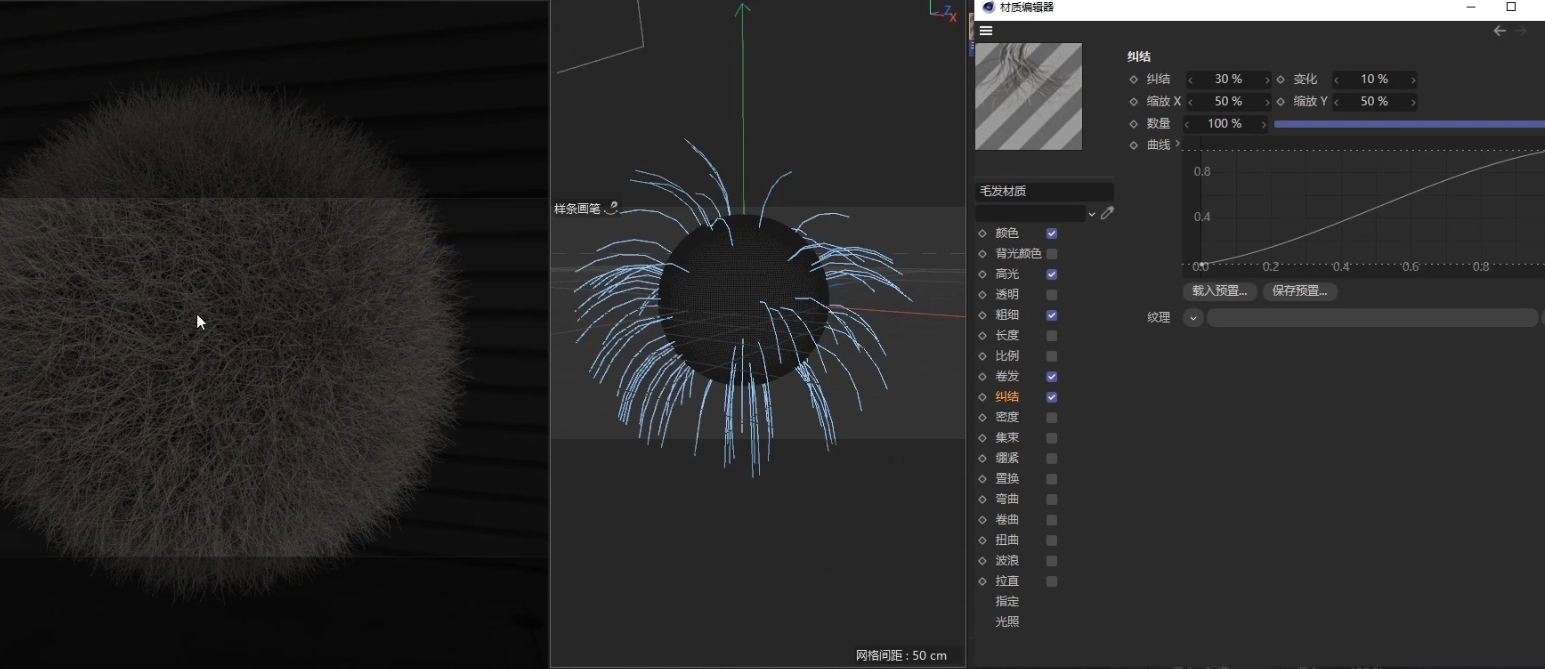 材质编辑器
Z
X
样条画笔
网格间距 : 50 cm
纠结
纠结 30 % 变化 10 %
缩放 X 50 % 缩放 Y 50 %
数量 100 %
曲线
0.8
0.4
0.0 0.2 0.4 0.6 0.8
载入预置... 保存预置...
纹理
毛发材质
颜色
背光颜色
高光
透明
粗细
长度
比例
卷发
纠结
密度
集束
绷紧
置换
弯曲
卷曲
扭曲
波浪
拉直
指定
光照